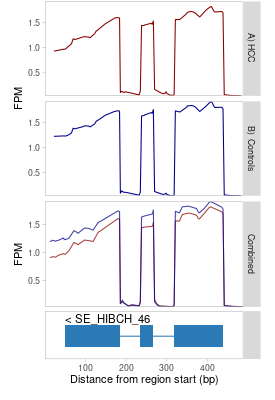 FPM
1.5
1.0
0.5
A) HCC
FPM
1.5
1.0
0.5
B) Controls
FPM
1.5
1.0
0.5
Combined
< SE_HIBCH_46
100
200
300
400
Distance from region start (bp)